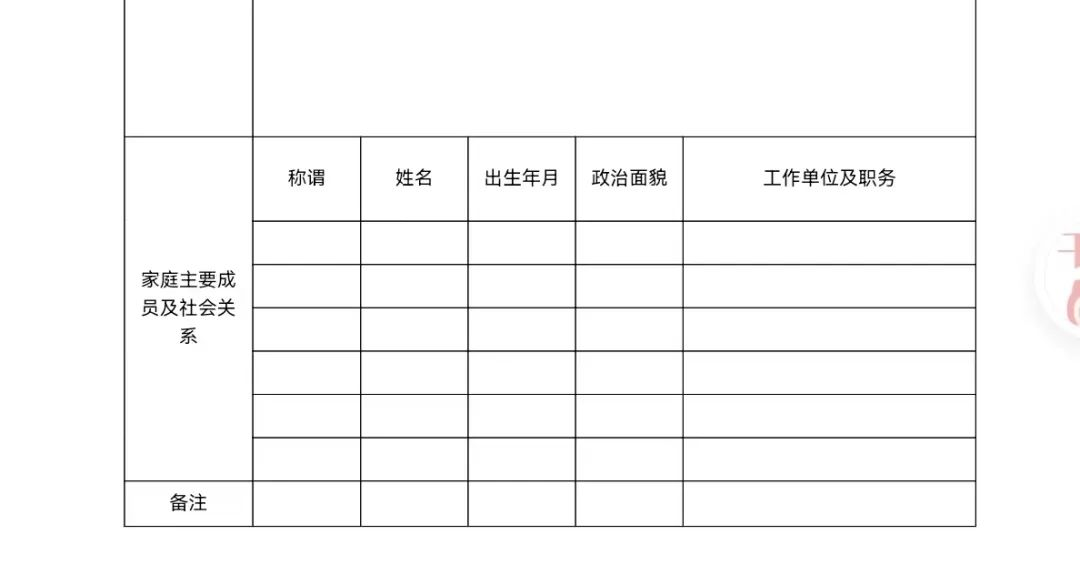 称谓 姓名 出生年月 政治面貌 工作单位及职务
家庭主要成
员及社会关
系
备注